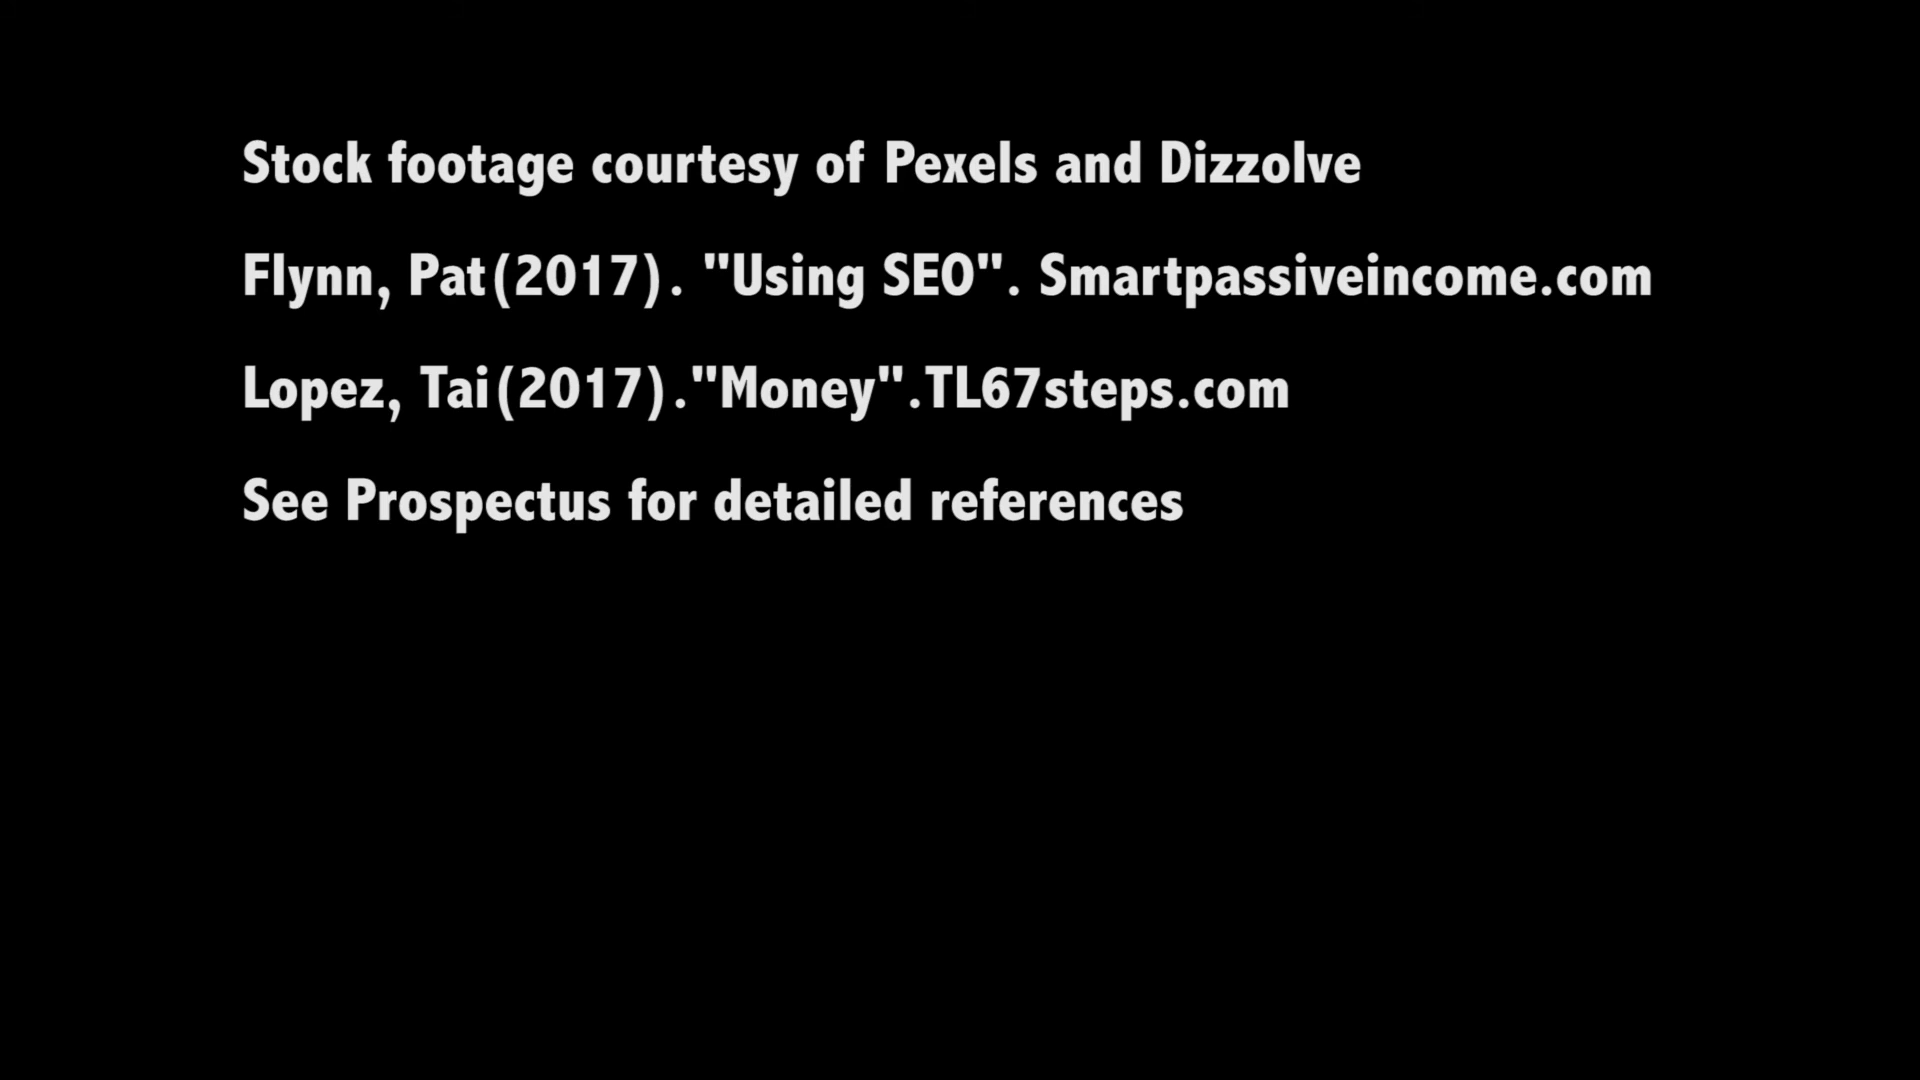 Stock footage courtesy of Pexels and Dizzolve
Flynn, Pat(2017). "Using SEO". Smartpassiveincome.com
Lopez, Tai(2017)."Money".TL67steps.com
See Prospectus for detailed references